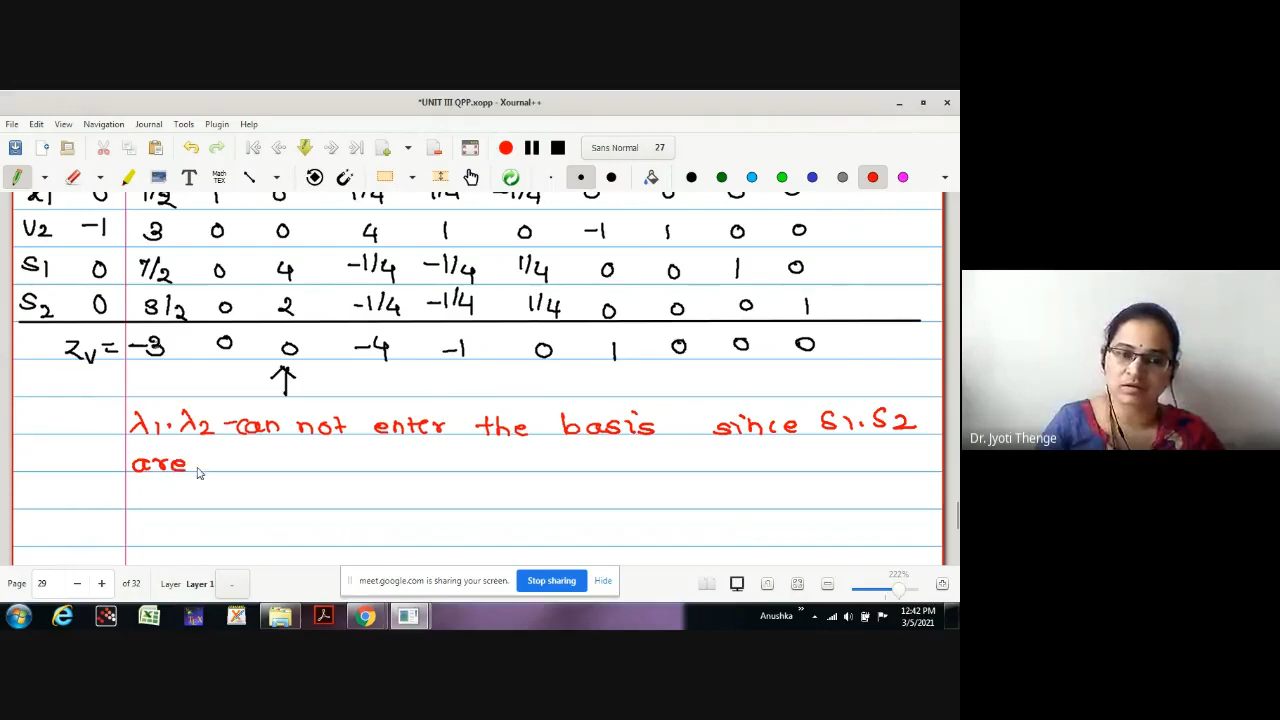 *UNIT III QPP.xopp - Xournal++
File Edit View Navigation Journal Tools Plugin Help
Sans Normal 27
V2 -1 3 0 0 4 1 0 -1 1 0 0
S1 0 7/2 0 4 -1/4 -1/4 1/4 0 0 1 0
S2 0 3/2 0 2 -1/4 -1/4 1/4 0 0 0 1
ZV = -3 0 0 -4 -1 0 1 0 0 0
λ1, λ2 can not enter the basis since S1, S2
are
Dr. Jyoti Thenge
Page 29 of 32 Layer Layer 1
meet.google.com is sharing your screen. Stop sharing Hide
222%
Anushka
12:42 PM
3/5/2021